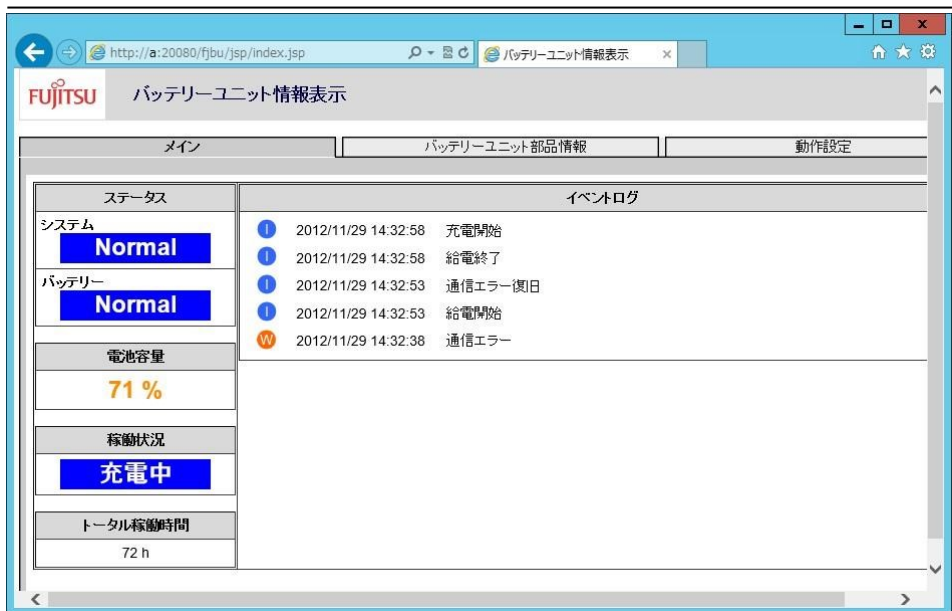 http://a:20080/fjbu/jsp/index.jsp
バッテリーユニット情報表示
FUJITSU
バッテリーユニット情報表示
メイン
バッテリーユニット部品情報
動作設定
ステータス
システム
Normal
バッテリー
Normal
電池容量
71 %
稼働状況
充電中
トータル稼働時間
72 h
イベントログ
I 2012/11/29 14:32:58 充電開始
I 2012/11/29 14:32:58 給電終了
I 2012/11/29 14:32:53 通信エラー復旧
I 2012/11/29 14:32:53 給電開始
W 2012/11/29 14:32:38 通信エラー